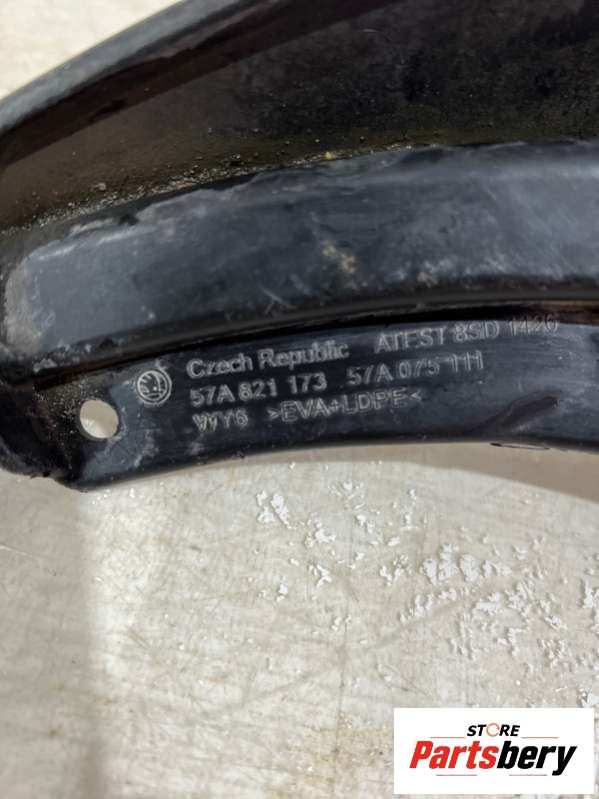 Czech Republic ATEST 8SD 1420
57A 821 173 57A 075 111
WY6 >EVA+LDPE<
STORE
Partsbery